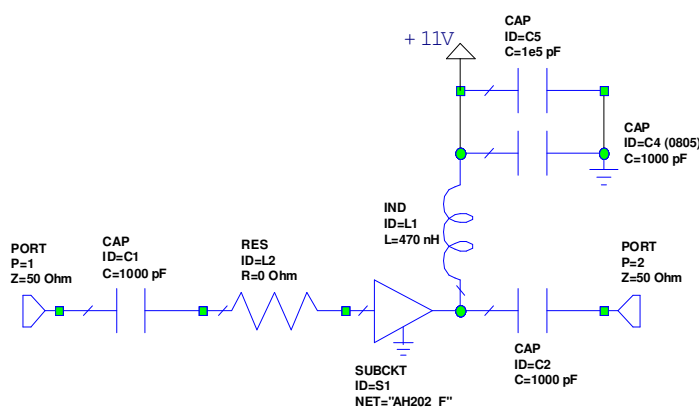 CAP
ID=C5
C=1e5 pF
+ 11V
CAP
ID=C4 (0805)
C=1000 pF
IND
ID=L1
L=470 nH
PORT
P=1
Z=50 Ohm
CAP
ID=C1
C=1000 pF
RES
ID=L2
R=0 Ohm
PORT
P=2
Z=50 Ohm
CAP
ID=C2
C=1000 pF
SUBCKT
ID=S1
NET="AH202 F"